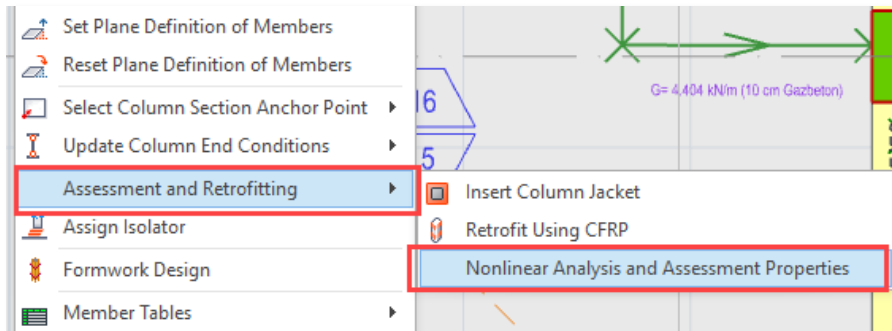 Set Plane Definition of Members
Reset Plane Definition of Members
Select Column Section Anchor Point
Update Column End Conditions
Assessment and Retrofitting
Assign Isolator
Formwork Design
Member Tables
16
5
G= 4,404 kN/m (10 cm Gazbeton)
Insert Column Jacket
Retrofit Using CFRP
Nonlinear Analysis and Assessment Properties